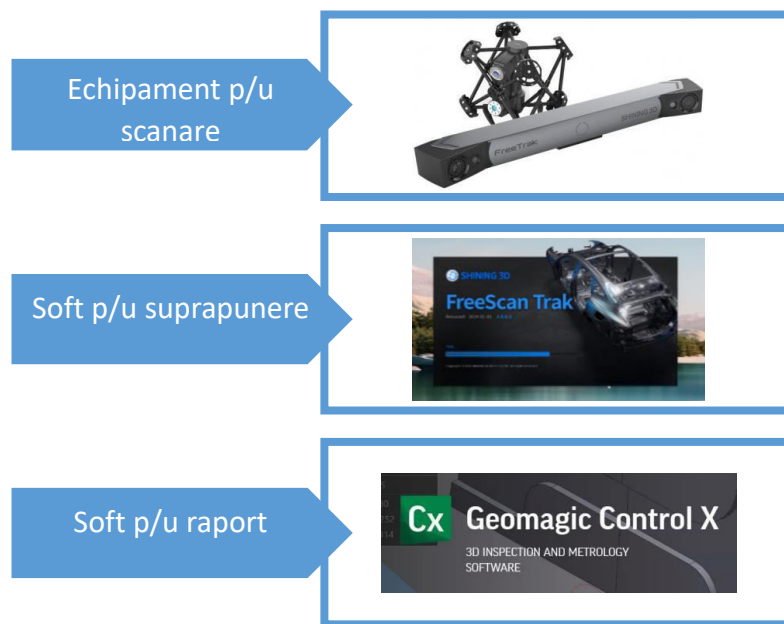 Echipament p/u
scanare
SHINING 3D
FreeTrak
Soft p/u suprapunere
SHINING 3D
FreeScan Trak
Soft p/u raport
Cx Geomagic Control X
3D INSPECTION AND METROLOGY
SOFTWARE